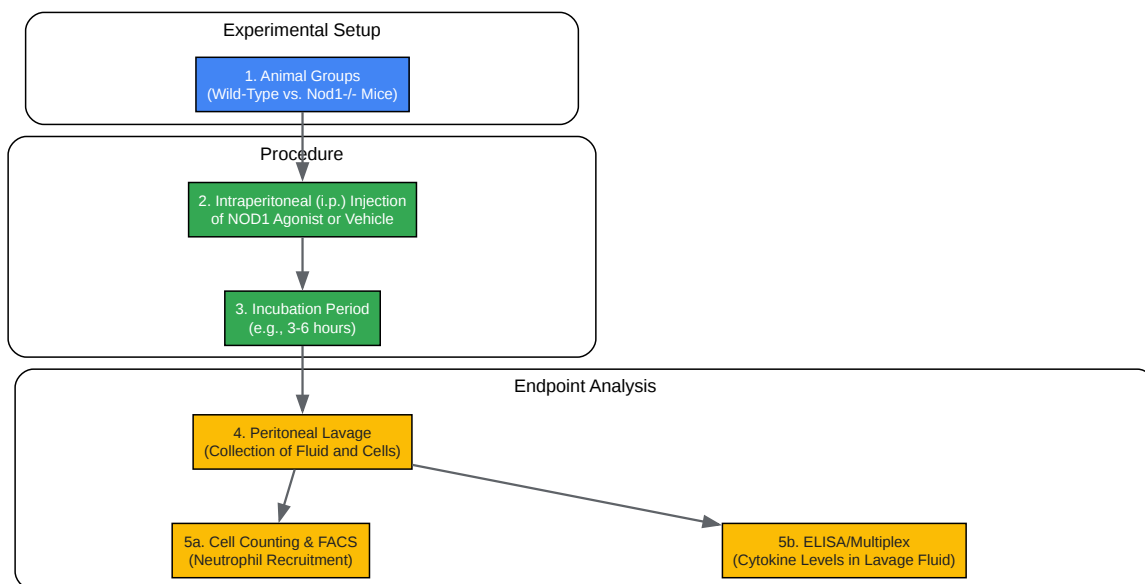 Experimental Setup
1. Animal Groups
(Wild-Type vs. Nod1-/- Mice)
Procedure
2. Intraperitoneal (i.p.) Injection
of NOD1 Agonist or Vehicle
3. Incubation Period
(e.g., 3-6 hours)
Endpoint Analysis
4. Peritoneal Lavage
(Collection of Fluid and Cells)
5a. Cell Counting & FACS
(Neutrophil Recruitment)
5b. ELISA/Multiplex
(Cytokine Levels in Lavage Fluid)